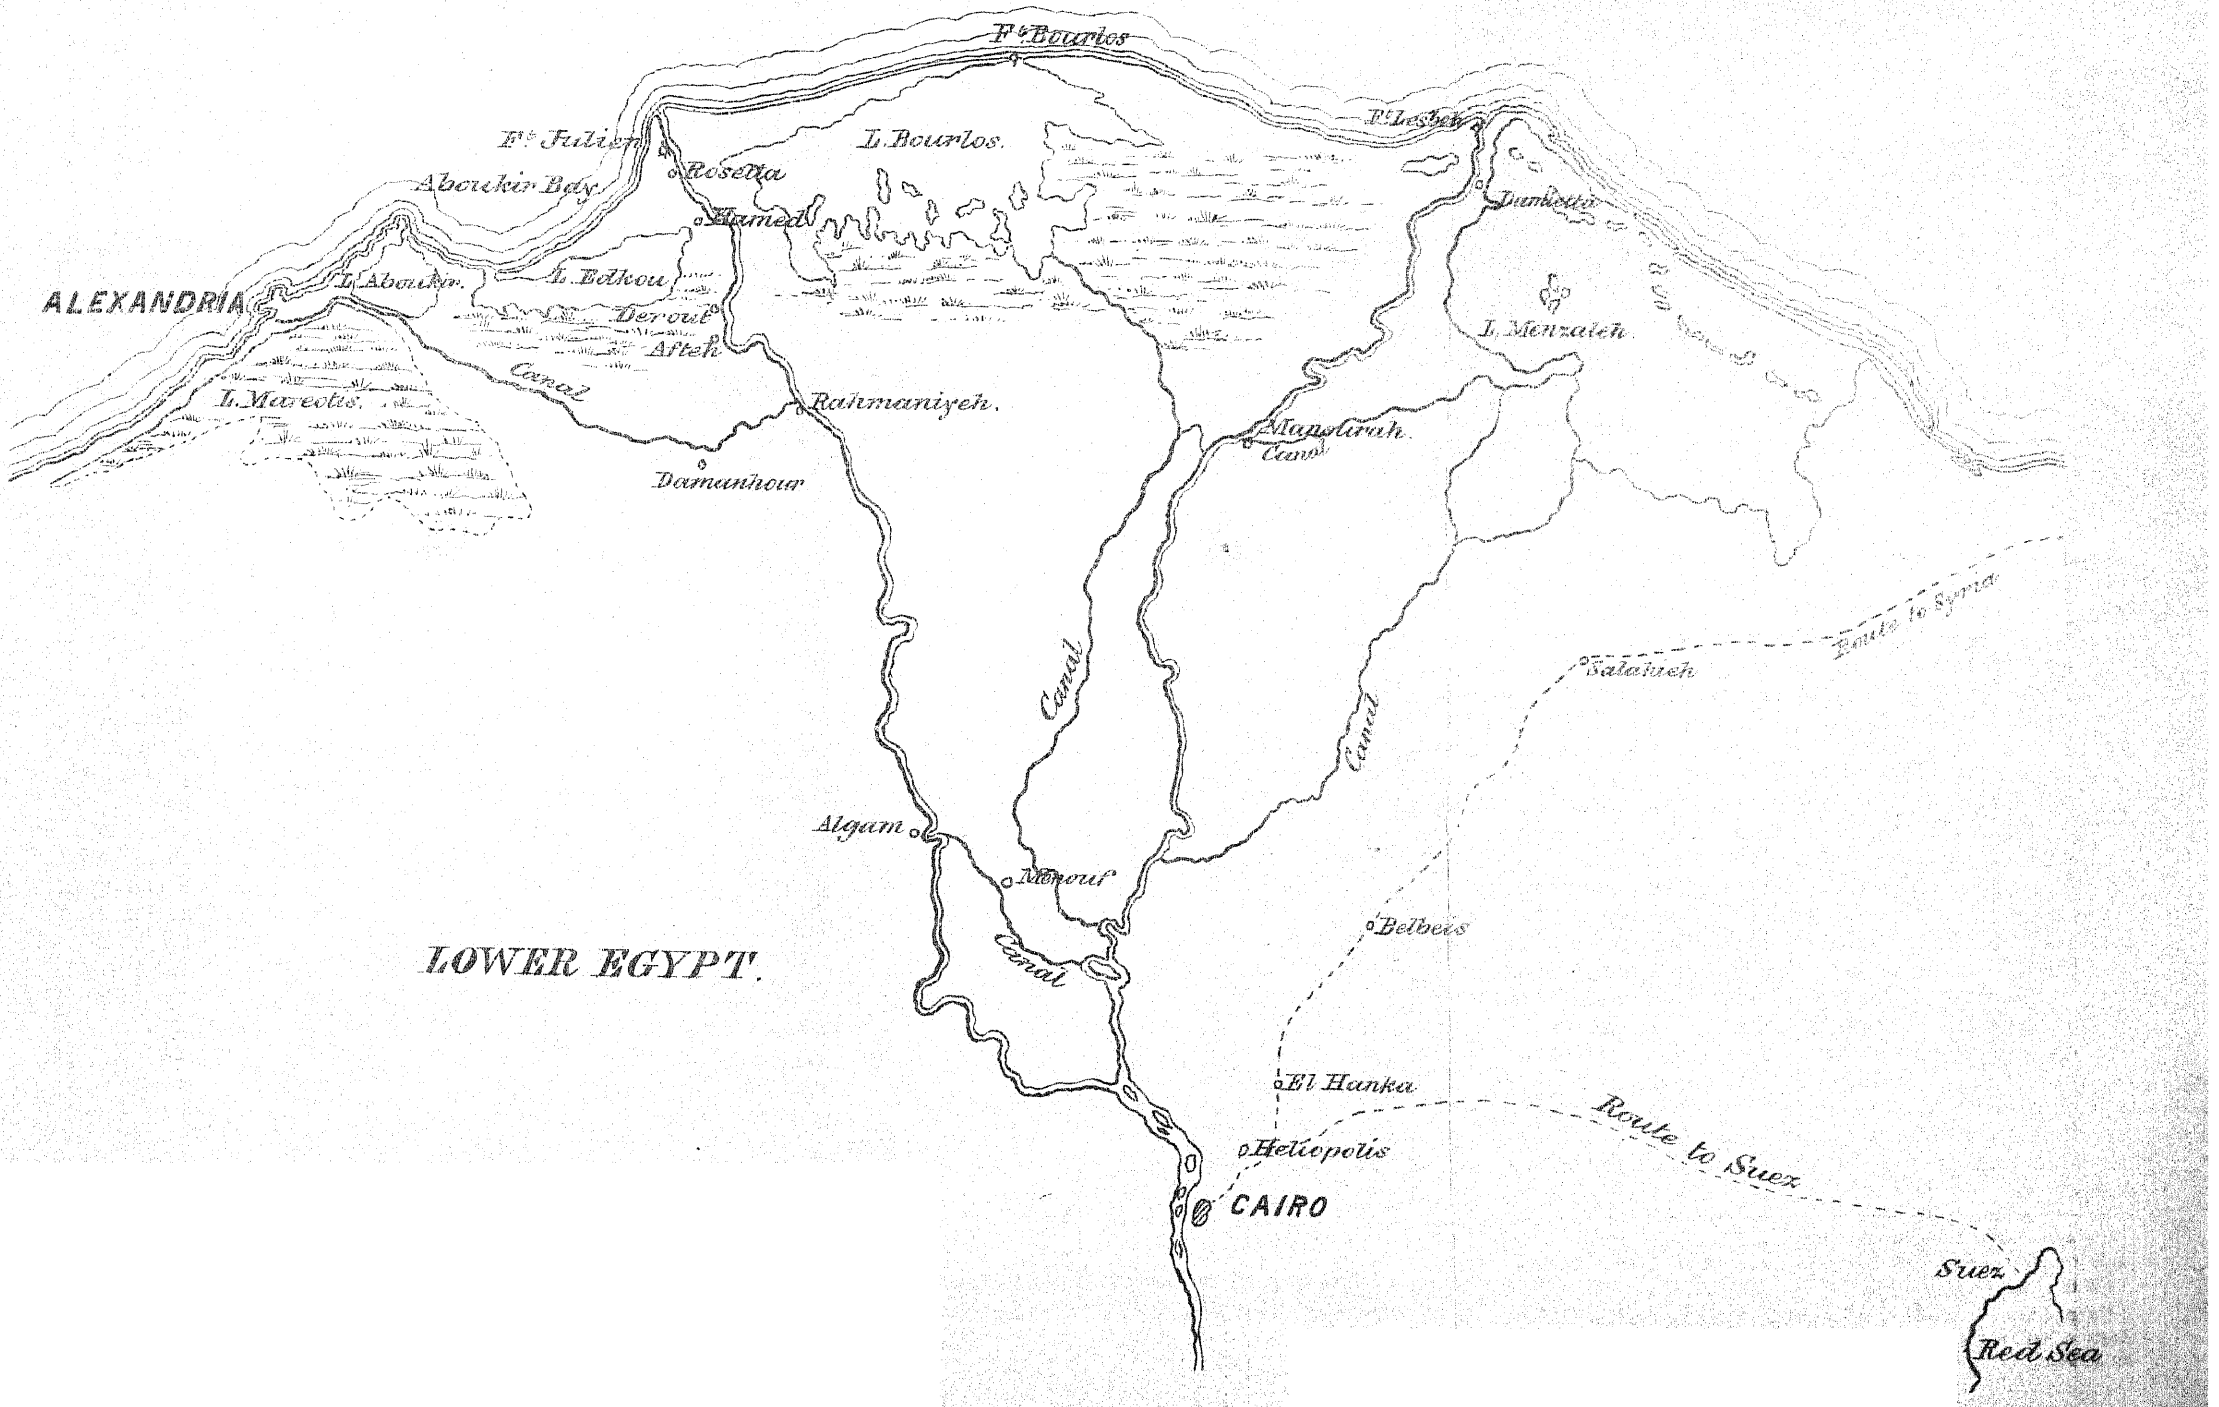 Ft. Bourlos
Ft. Lesbeh
Ft. Julien
L. Bourlos.
Rosetta
Aboukir Bay
Damietta
Hamed
L. Aboukir.
L. Edkou
ALEXANDRIA
Derout
L. Menzaleh.
Afteh
Canal
L. Mareotis.
Rahmaniyeh.
Mansūrah.
Canal
Damanhour
Route to Syria
Salahieh
Canal
Canal
Algam
Menouf
Belbeis
Canal
LOWER EGYPT.
El Hanka
Route to Suez
Heliopolis
CAIRO
Suez
Red Sea